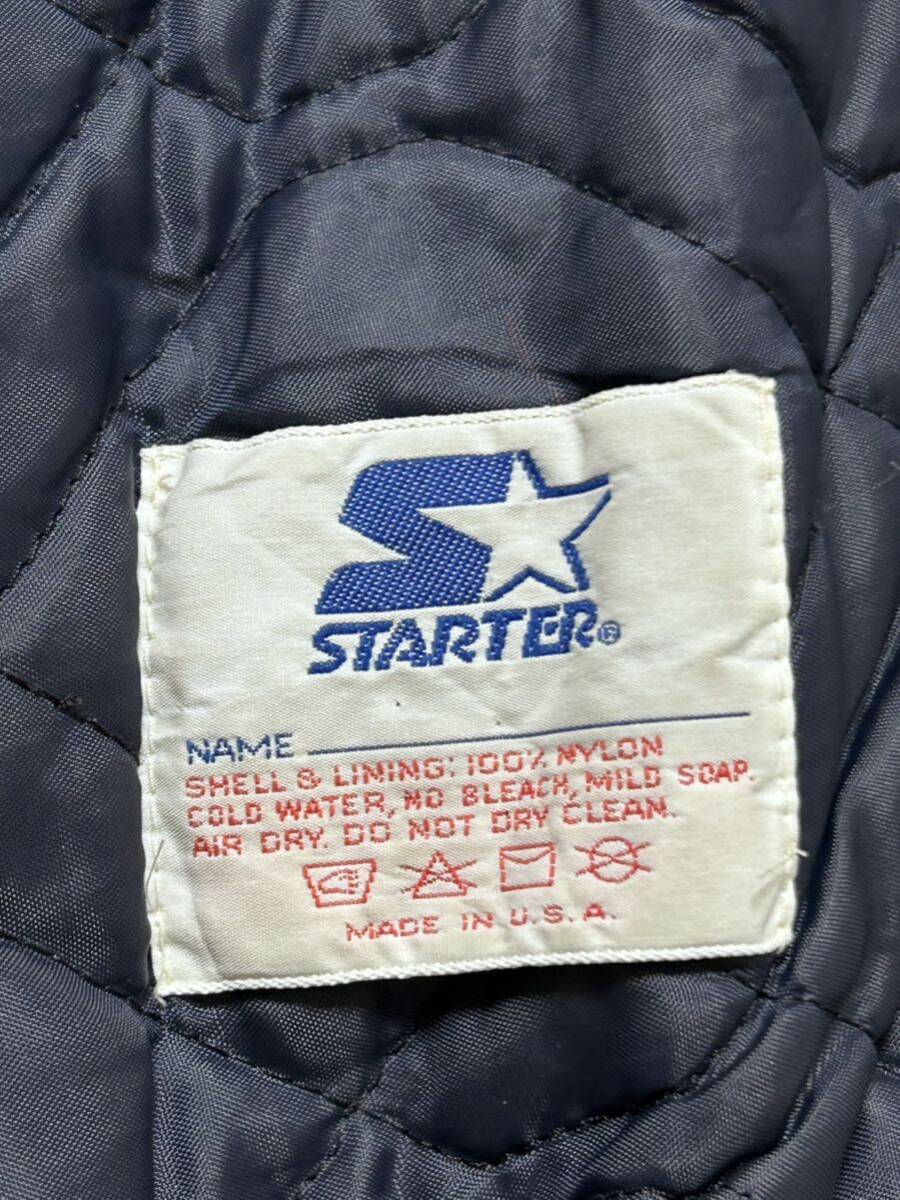 STARTER®
NAME
SHELL & LINING: 100% NYLON
COLD WATER, NO BLEACH, MILD SOAP.
AIR DRY. DO NOT DRY CLEAN.
MADE IN U.S.A.